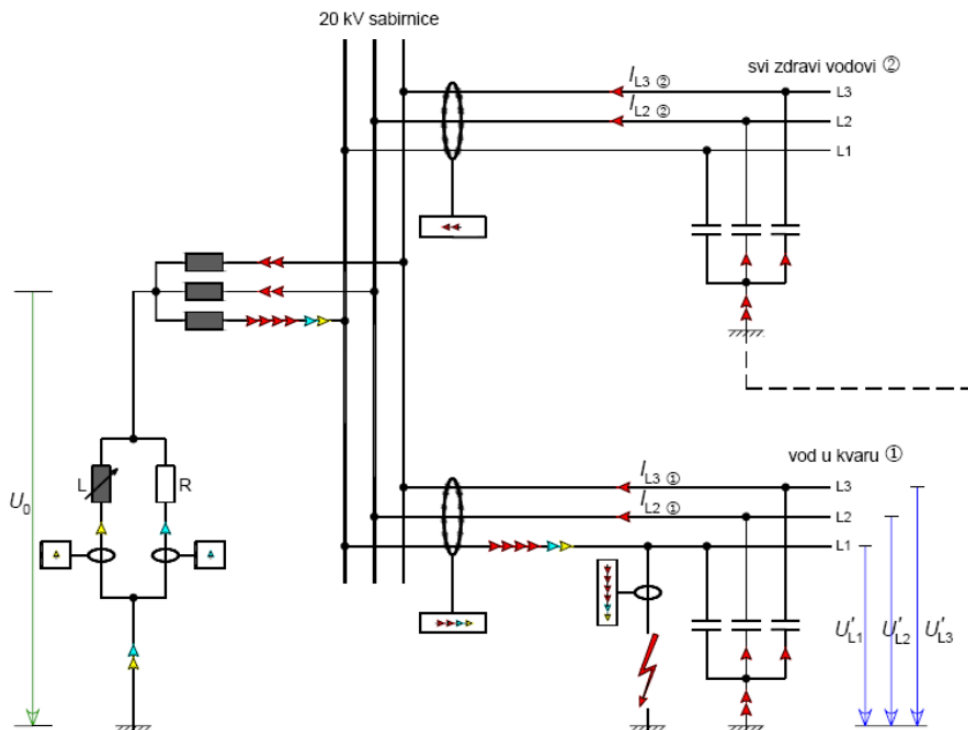 20 kV sabirnice
svi zdravi vodovi ②
I_L3 ②
L3
I_L2 ②
L2
L1
U_0
L
R
vod u kvaru ①
I_L3 ①
L3
I_L2 ①
L2
L1
U'_L1
U'_L2
U'_L3